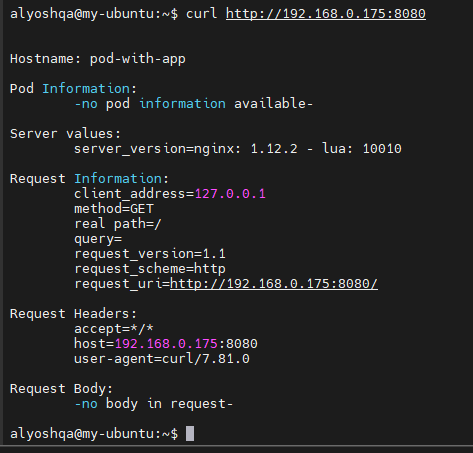 alyoshqa@my-ubuntu:~$ curl http://192.168.0.175:8080
Hostname: pod-with-app
Pod Information:
-no pod information available-
Server values:
server_version=nginx: 1.12.2 - lua: 10010
Request Information:
client_address=127.0.0.1
method=GET
real path=/
query=
request_version=1.1
request_scheme=http
request_uri=http://192.168.0.175:8080/
Request Headers:
accept=*/*
host=192.168.0.175:8080
user-agent=curl/7.81.0
Request Body:
-no body in request-
alyoshqa@my-ubuntu:~$